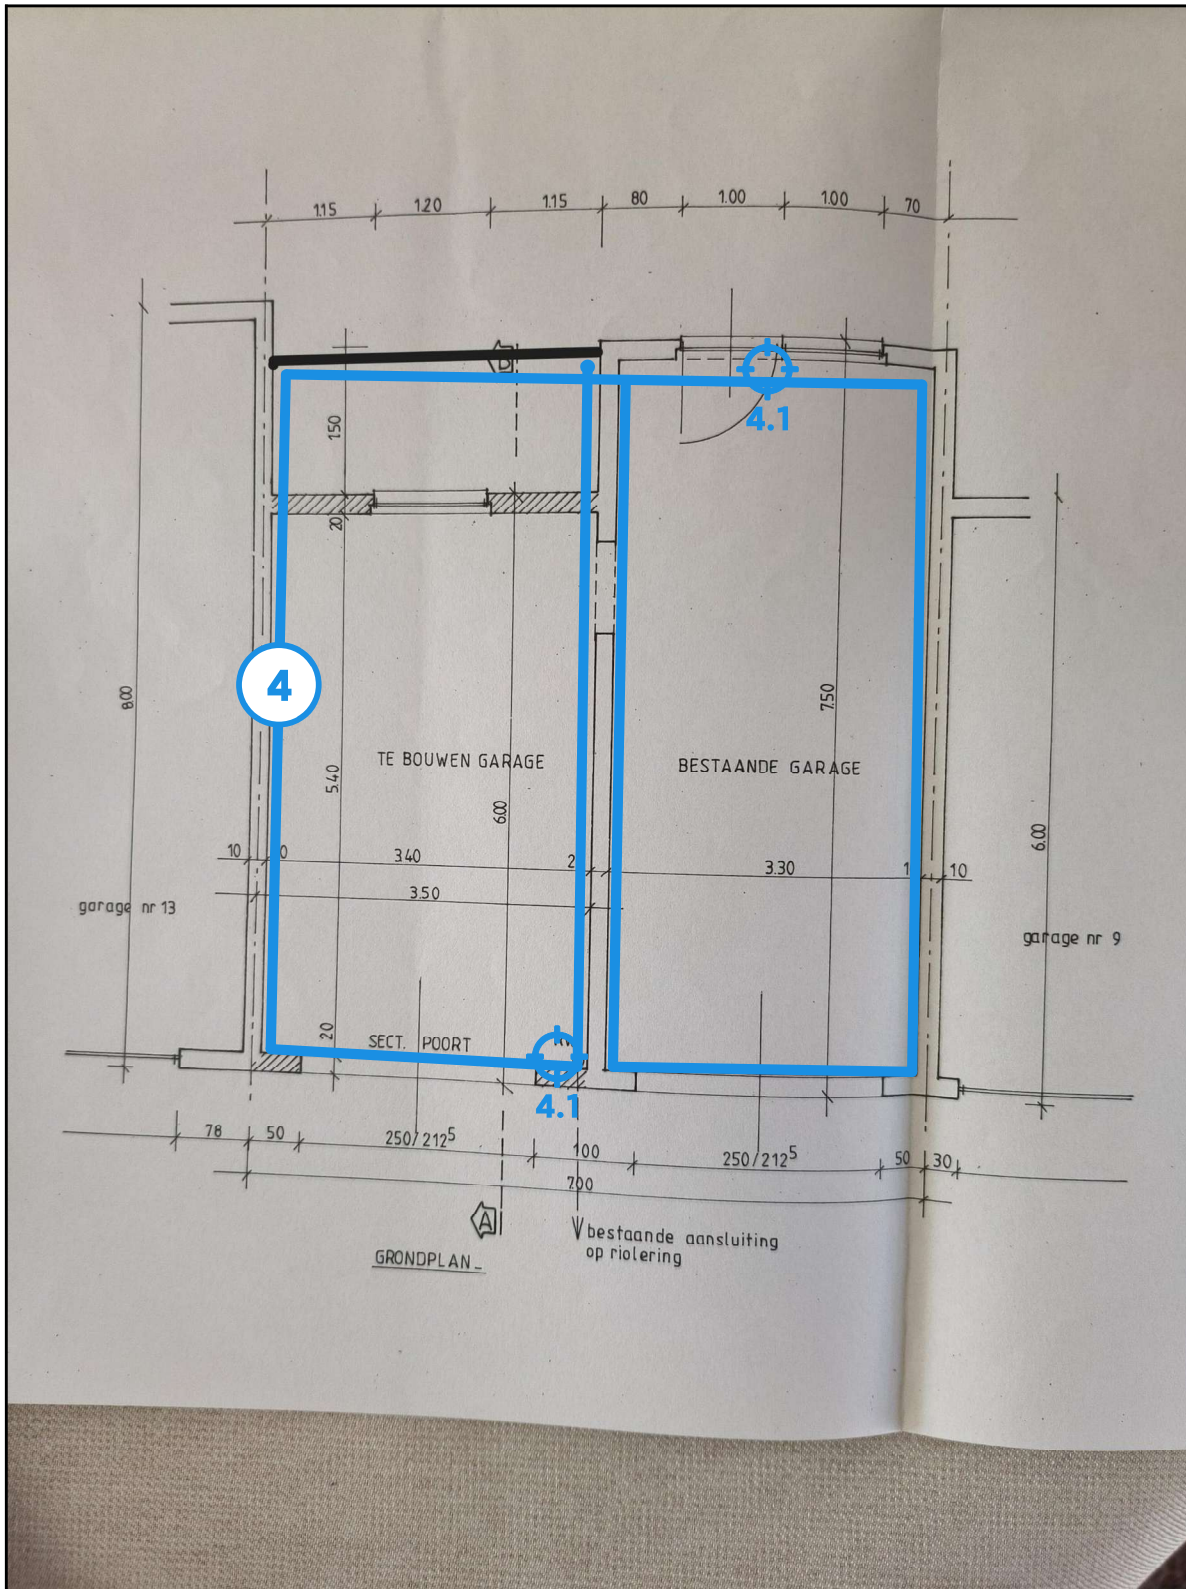 1.15 1.20 1.15 80 1.00 1.00 70
B
4.1
150
20
4
8.00
5.40
6.00
7.50
6.00
TE BOUWEN GARAGE
BESTAANDE GARAGE
10 3.40 2 3.30 1 10
3.50
garage nr 13
garage nr 9
20
SECT. POORT
4.1
78 50 250/212⁵ 100 250/212⁵ 50 30
700
A
bestaande aansluiting
op riolering
GRONDPLAN_